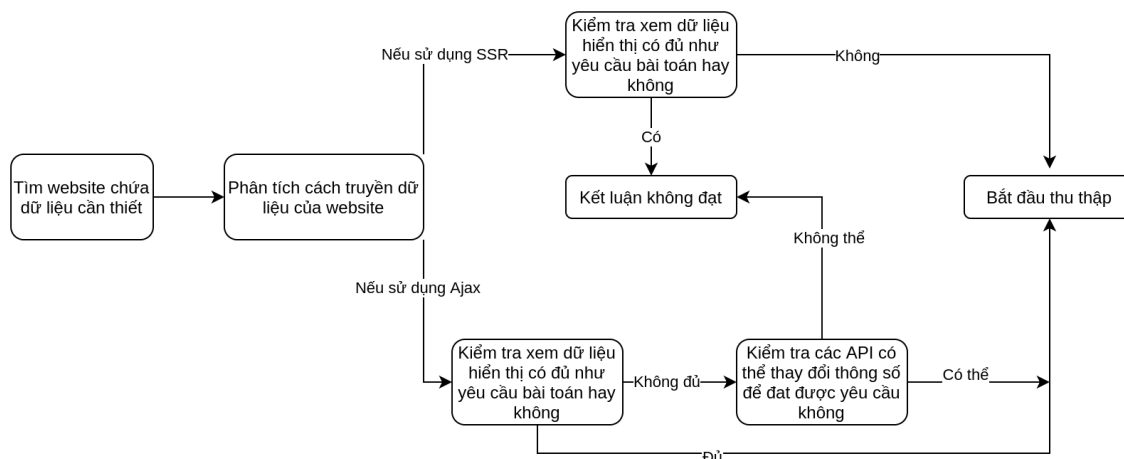 Kiểm tra xem dữ liệu
hiển thị có đủ như
yêu cầu bài toán hay
không
Nếu sử dụng SSR
Không
Có
Tìm website chứa
dữ liệu cần thiết
Phân tích cách truyền dữ
liệu của website
Kết luận không đạt
Bắt đầu thu thập
Không thể
Nếu sử dụng Ajax
Kiểm tra xem dữ liệu
hiển thị có đủ như
yêu cầu bài toán hay
không
Không đủ
Kiểm tra các API có
thể thay đổi thông số
để đat được yêu cầu
không
Có thể
Đủ